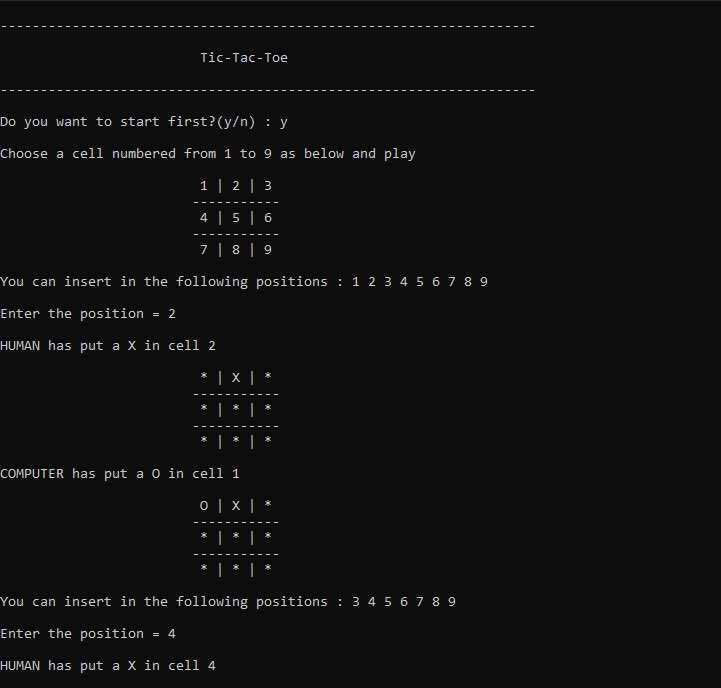 -------------------------------------------------------------------
Tic-Tac-Toe
-------------------------------------------------------------------
Do you want to start first?(y/n) : y
Choose a cell numbered from 1 to 9 as below and play
1 | 2 | 3
-----------
4 | 5 | 6
-----------
7 | 8 | 9
You can insert in the following positions : 1 2 3 4 5 6 7 8 9
Enter the position = 2
HUMAN has put a X in cell 2
* | X | *
-----------
* | * | *
-----------
* | * | *
COMPUTER has put a O in cell 1
O | X | *
-----------
* | * | *
-----------
* | * | *
You can insert in the following positions : 3 4 5 6 7 8 9
Enter the position = 4
HUMAN has put a X in cell 4